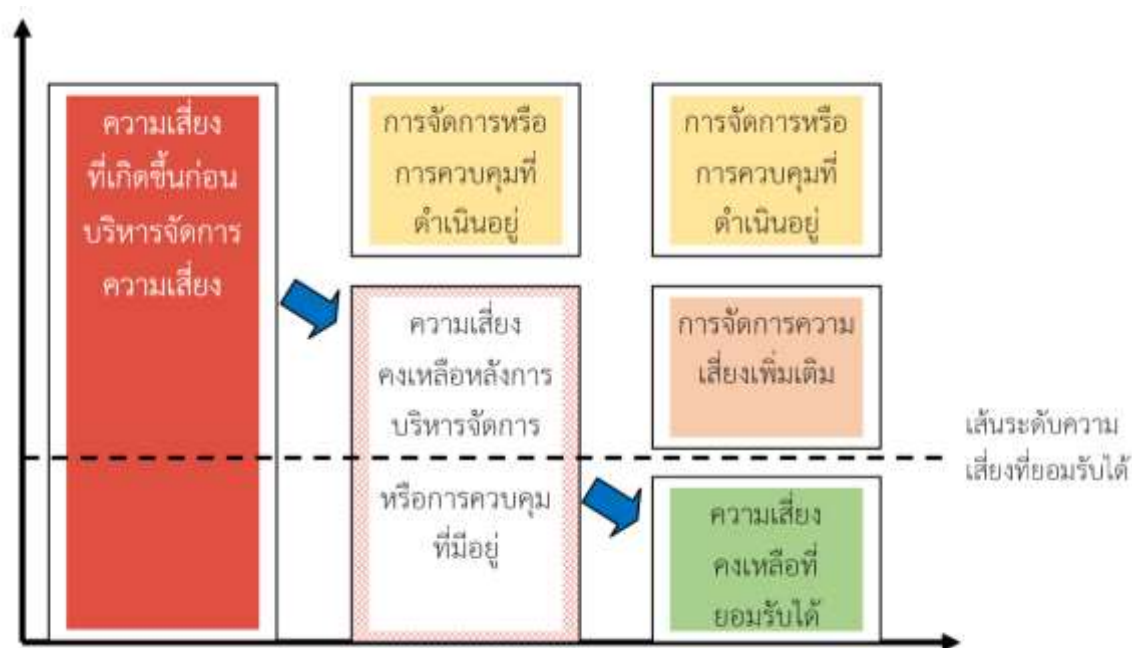 ความเสี่ยง
ที่เกิดขึ้นก่อน
บริหารจัดการ
ความเสี่ยง
การจัดการหรือ
การควบคุมที่
ดำเนินอยู่
ความเสี่ยง
คงเหลือหลังการ
บริหารจัดการ
หรือการควบคุม
ที่มีอยู่
การจัดการหรือ
การควบคุมที่
ดำเนินอยู่
การจัดการความ
เสี่ยงเพิ่มเติม
ความเสี่ยง
คงเหลือที่
ยอมรับได้
เส้นระดับความ
เสี่ยงที่ยอมรับได้